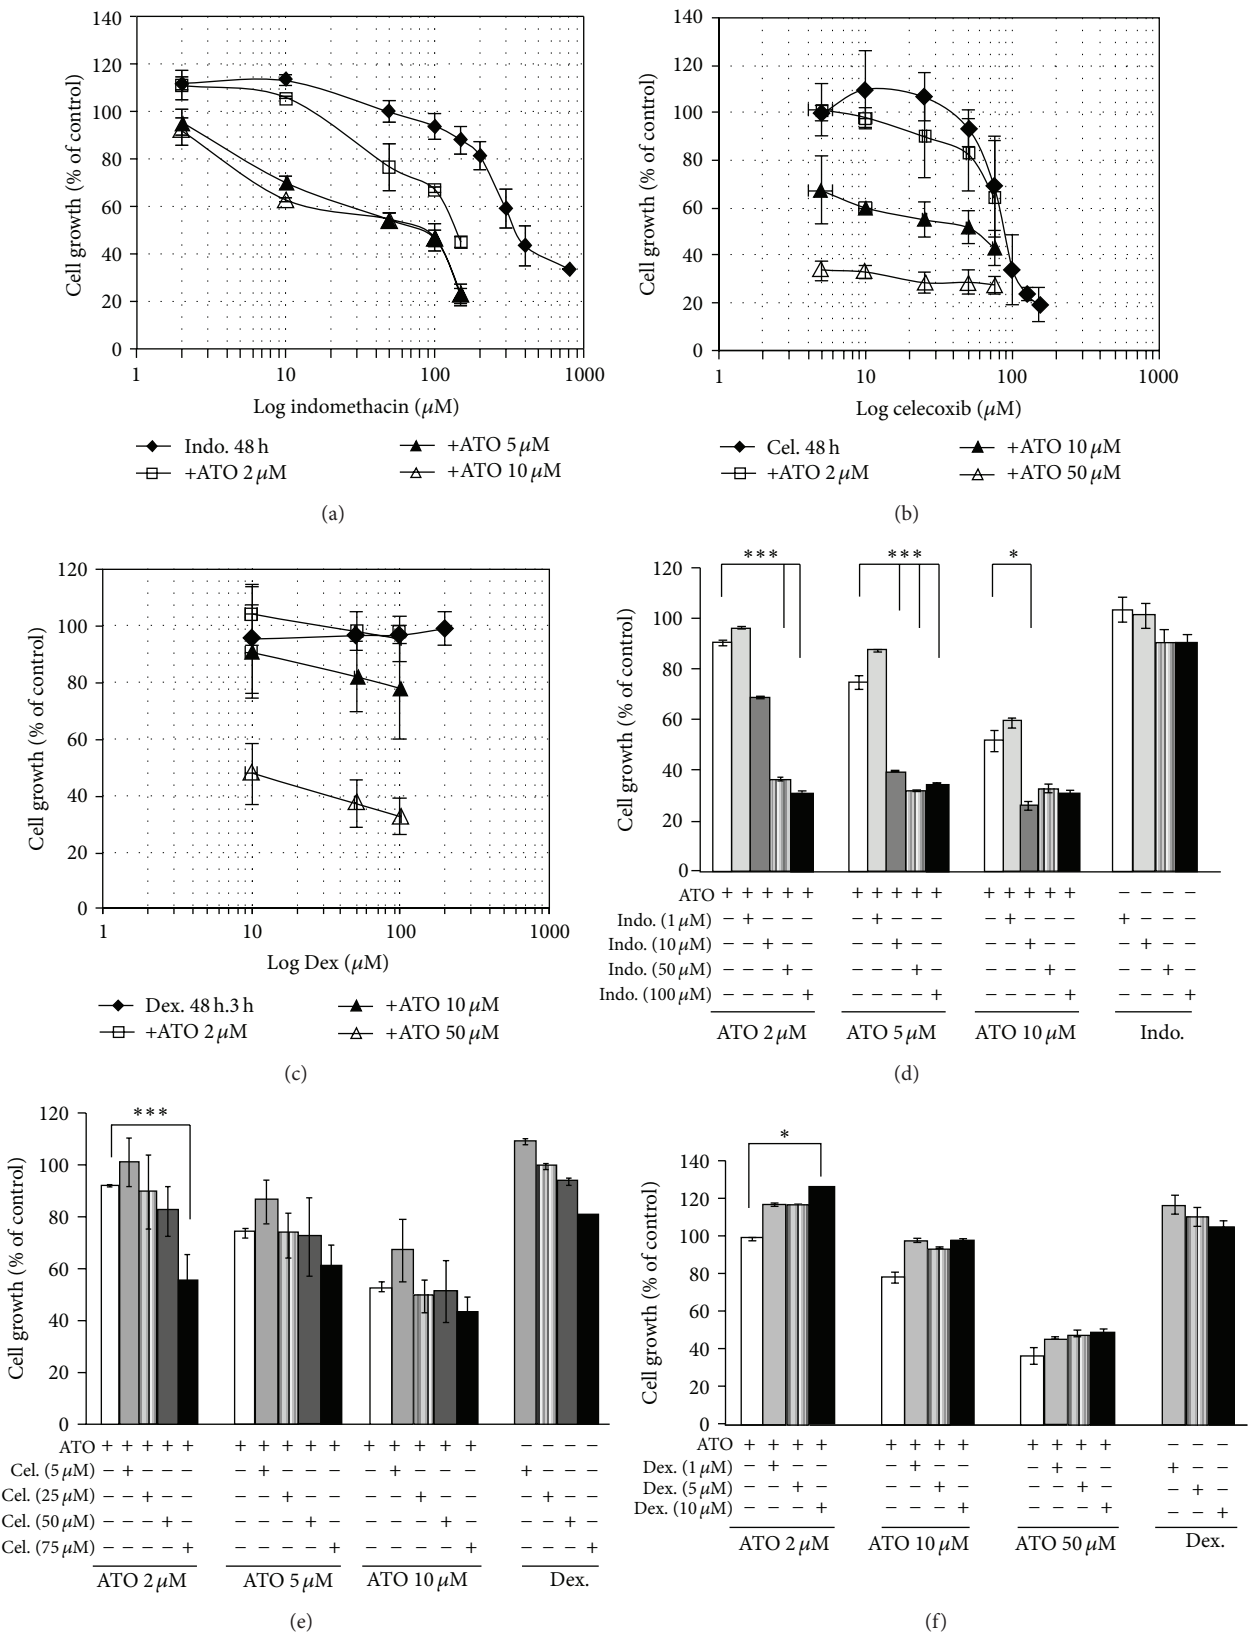 140
120
100
80
60
40
20
0
Cell growth (% of control)
1 10 100 1000
Log indomethacin (µM)
Indo. 48 h
+ATO 2 µM
+ATO 5 µM
+ATO 10 µM
(a)
140
120
100
80
60
40
20
0
Cell growth (% of control)
1 10 100 1000
Log celecoxib (µM)
Cel. 48 h
+ATO 2 µM
+ATO 10 µM
+ATO 50 µM
(b)
120
100
80
60
40
20
0
Cell growth (% of control)
1 10 100 1000
Log Dex (µM)
Dex. 48 h.3 h
+ATO 2 µM
+ATO 10 µM
+ATO 50 µM
(c)
*** *** *
120
100
80
60
40
20
0
Cell growth (% of control)
ATO + + + + + + + + + + + + + + + − − − −
Indo. (1 µM) − + − − − − + − − − − + − − − + − − −
Indo. (10 µM) − − + − − − − + − − − − + − − − + − −
Indo. (50 µM) − − − + − − − − + − − − − + − − − + −
Indo. (100 µM) − − − − + − − − − + − − − − + − − − +
ATO 2 µM ATO 5 µM ATO 10 µM Indo.
(d)
***
120
100
80
60
40
20
0
Cell growth (% of control)
ATO + + + + + + + + + + + + + + + − − − −
Cel. (5 µM) − + − − − − + − − − − + − − − + − − −
Cel. (25 µM) − − + − − − − + − − − − + − − − + − −
Cel. (50 µM) − − − + − − − − + − − − − + − − − + −
Cel. (75 µM) − − − − + − − − − + − − − − + − − − +
ATO 2 µM ATO 5 µM ATO 10 µM Dex.
(e)
*
140
120
100
80
60
40
20
0
Cell growth (% of control)
ATO + + + + + + + + + + + + − − −
Dex. (1 µM) − + − − − + − − − + − − + − −
Dex. (5 µM) − − + − − − + − − − + − − + −
Dex. (10 µM) − − − + − − − + − − − + − − +
ATO 2 µM ATO 10 µM ATO 50 µM Dex.
(f)